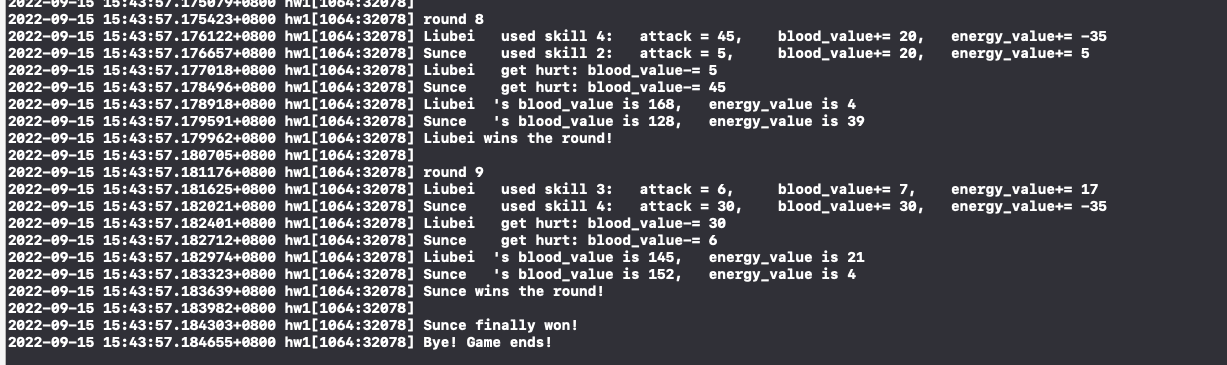 2022-09-15 15:43:57.175079+0800 hw1[1064:32078]
2022-09-15 15:43:57.175423+0800 hw1[1064:32078] round 8
2022-09-15 15:43:57.176122+0800 hw1[1064:32078] Liubei   used skill 4:   attack = 45,    blood_value+= 20,   energy_value+= -35
2022-09-15 15:43:57.176657+0800 hw1[1064:32078] Sunce    used skill 2:   attack = 5,     blood_value+= 20,   energy_value+= 5
2022-09-15 15:43:57.177018+0800 hw1[1064:32078] Liubei   get hurt: blood_value-= 5
2022-09-15 15:43:57.178496+0800 hw1[1064:32078] Sunce    get hurt: blood_value-= 45
2022-09-15 15:43:57.178918+0800 hw1[1064:32078] Liubei  's blood_value is 168,   energy_value is 4
2022-09-15 15:43:57.179591+0800 hw1[1064:32078] Sunce   's blood_value is 128,   energy_value is 39
2022-09-15 15:43:57.179962+0800 hw1[1064:32078] Liubei wins the round!
2022-09-15 15:43:57.180705+0800 hw1[1064:32078]
2022-09-15 15:43:57.181176+0800 hw1[1064:32078] round 9
2022-09-15 15:43:57.181625+0800 hw1[1064:32078] Liubei   used skill 3:   attack = 6,     blood_value+= 7,    energy_value+= 17
2022-09-15 15:43:57.182021+0800 hw1[1064:32078] Sunce    used skill 4:   attack = 30,    blood_value+= 30,   energy_value+= -35
2022-09-15 15:43:57.182401+0800 hw1[1064:32078] Liubei   get hurt: blood_value-= 30
2022-09-15 15:43:57.182712+0800 hw1[1064:32078] Sunce    get hurt: blood_value-= 6
2022-09-15 15:43:57.182974+0800 hw1[1064:32078] Liubei  's blood_value is 145,   energy_value is 21
2022-09-15 15:43:57.183323+0800 hw1[1064:32078] Sunce   's blood_value is 152,   energy_value is 4
2022-09-15 15:43:57.183639+0800 hw1[1064:32078] Sunce wins the round!
2022-09-15 15:43:57.183982+0800 hw1[1064:32078]
2022-09-15 15:43:57.184303+0800 hw1[1064:32078] Sunce finally won!
2022-09-15 15:43:57.184655+0800 hw1[1064:32078] Bye! Game ends!